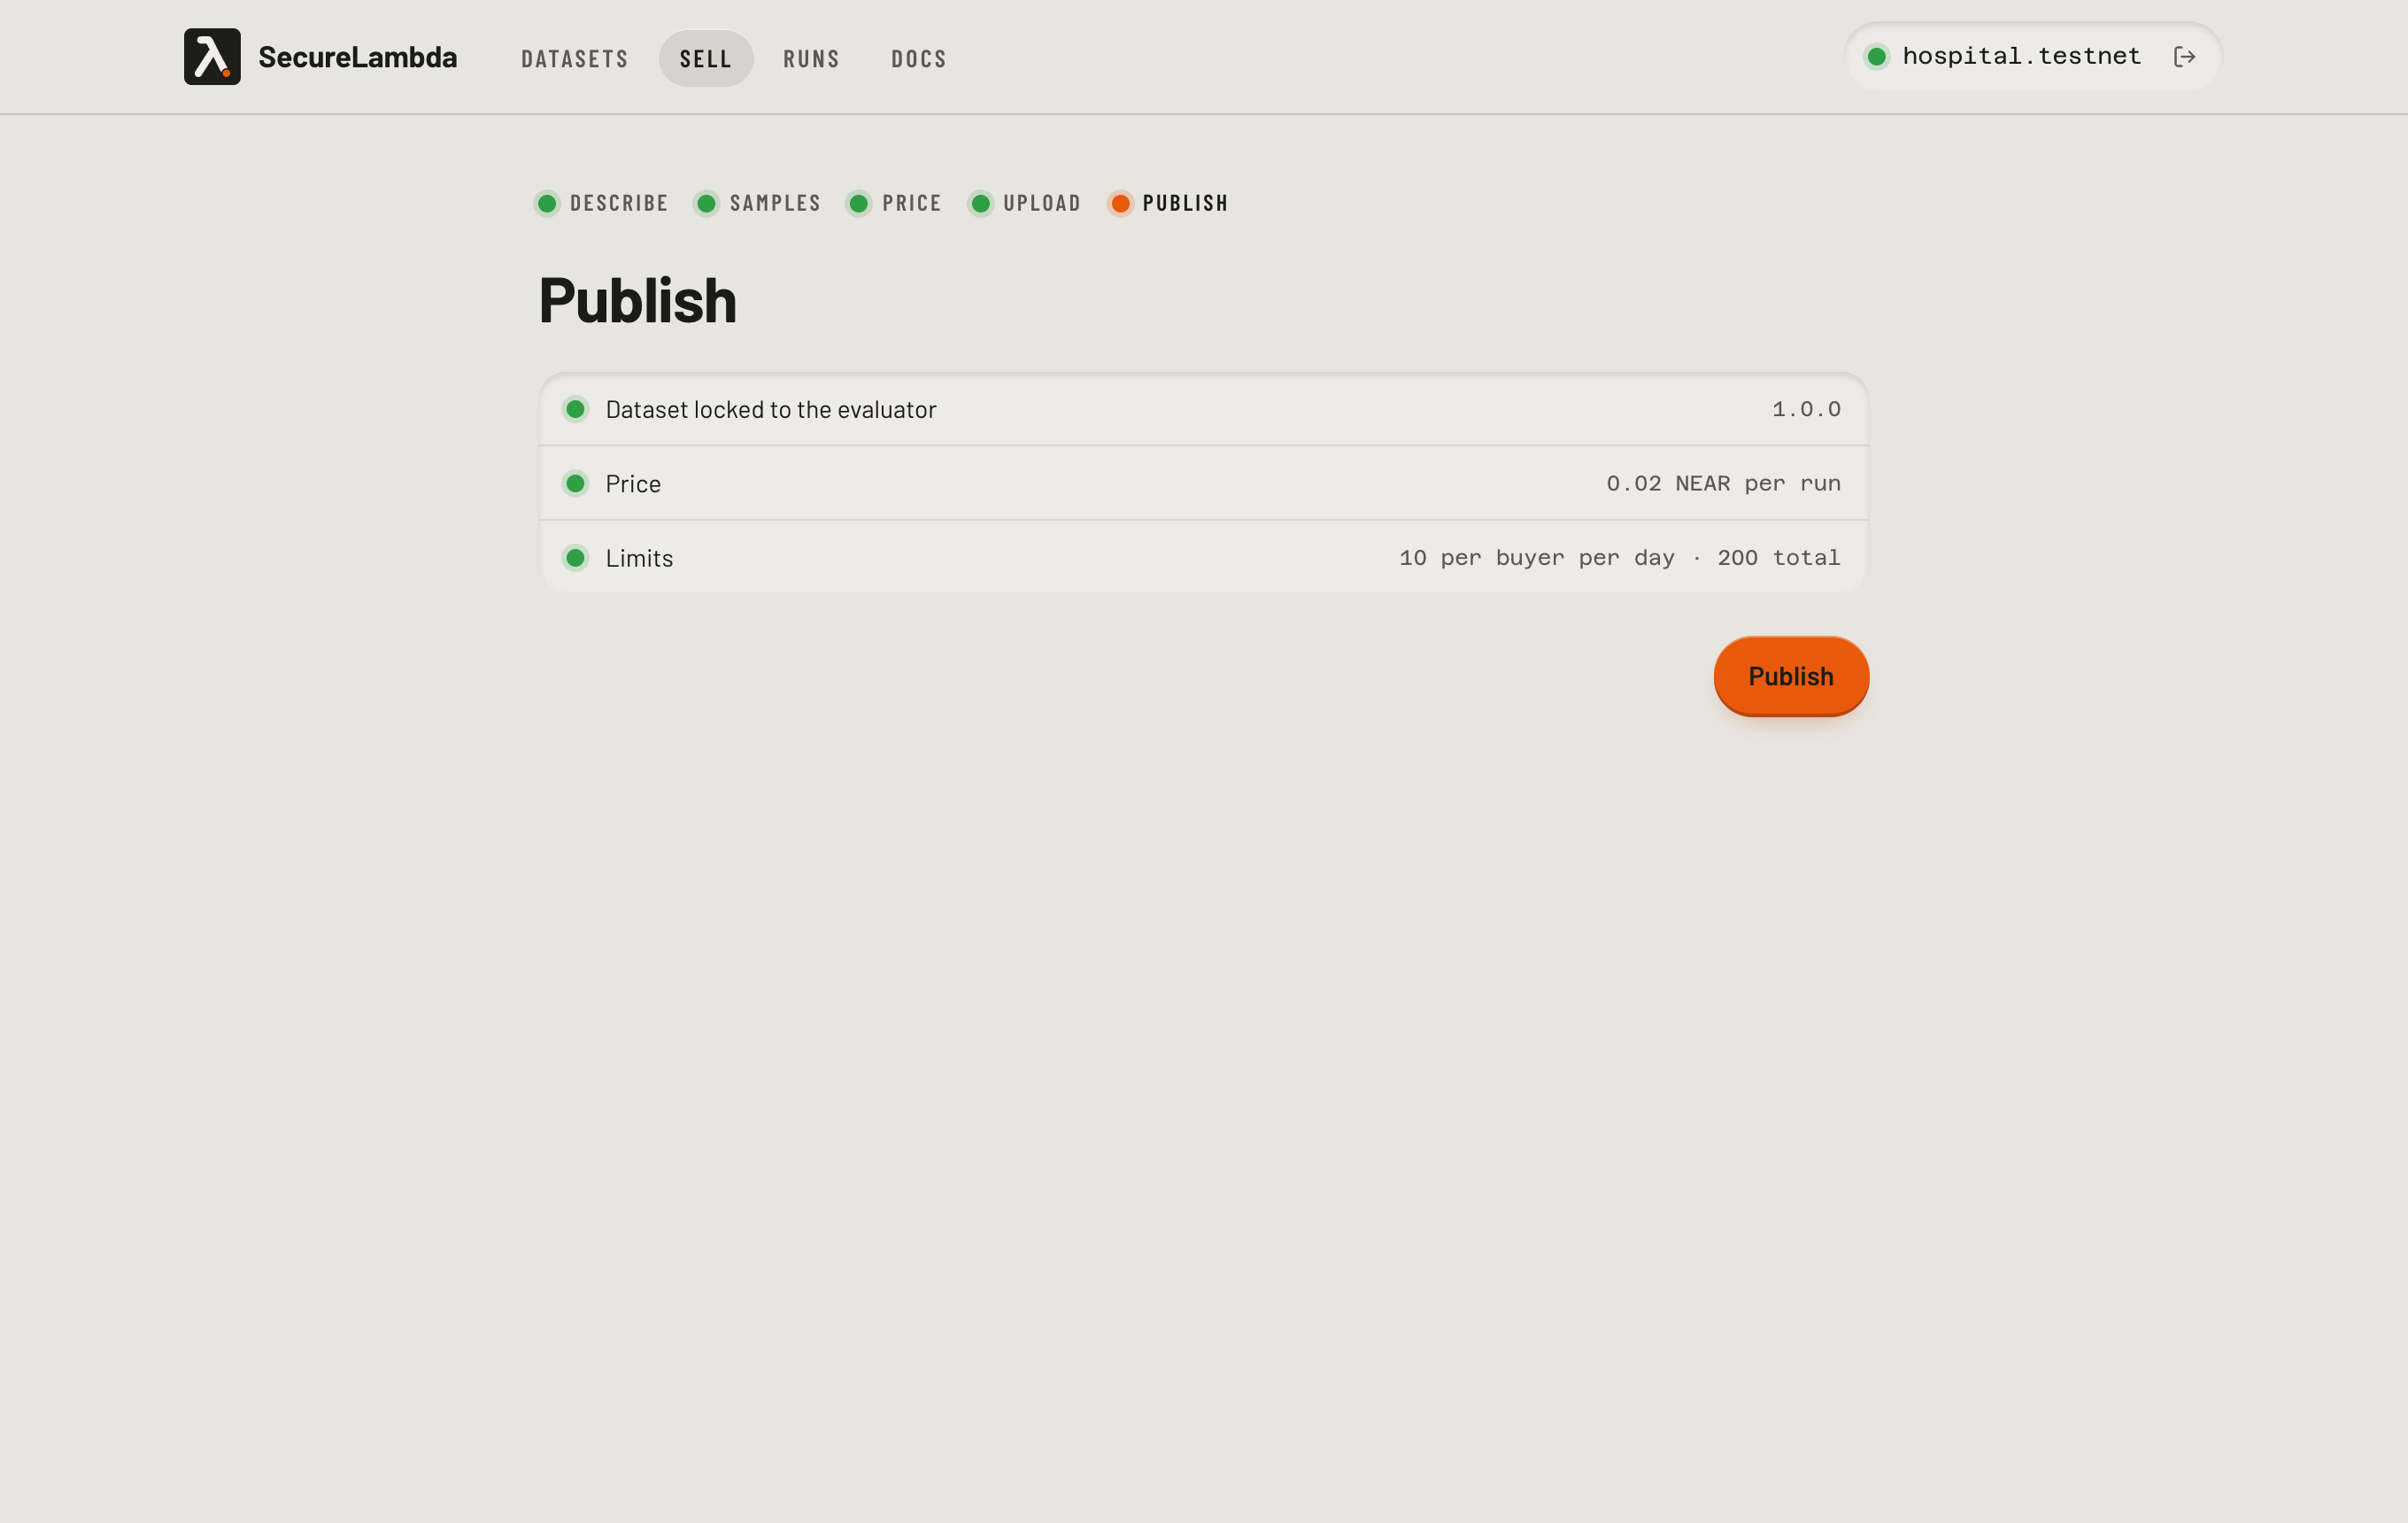 SecureLambda DATASETS SELL RUNS DOCS hospital.testnet
DESCRIBE SAMPLES PRICE UPLOAD PUBLISH
Publish
Dataset locked to the evaluator 1.0.0
Price 0.02 NEAR per run
Limits 10 per buyer per day · 200 total
Publish